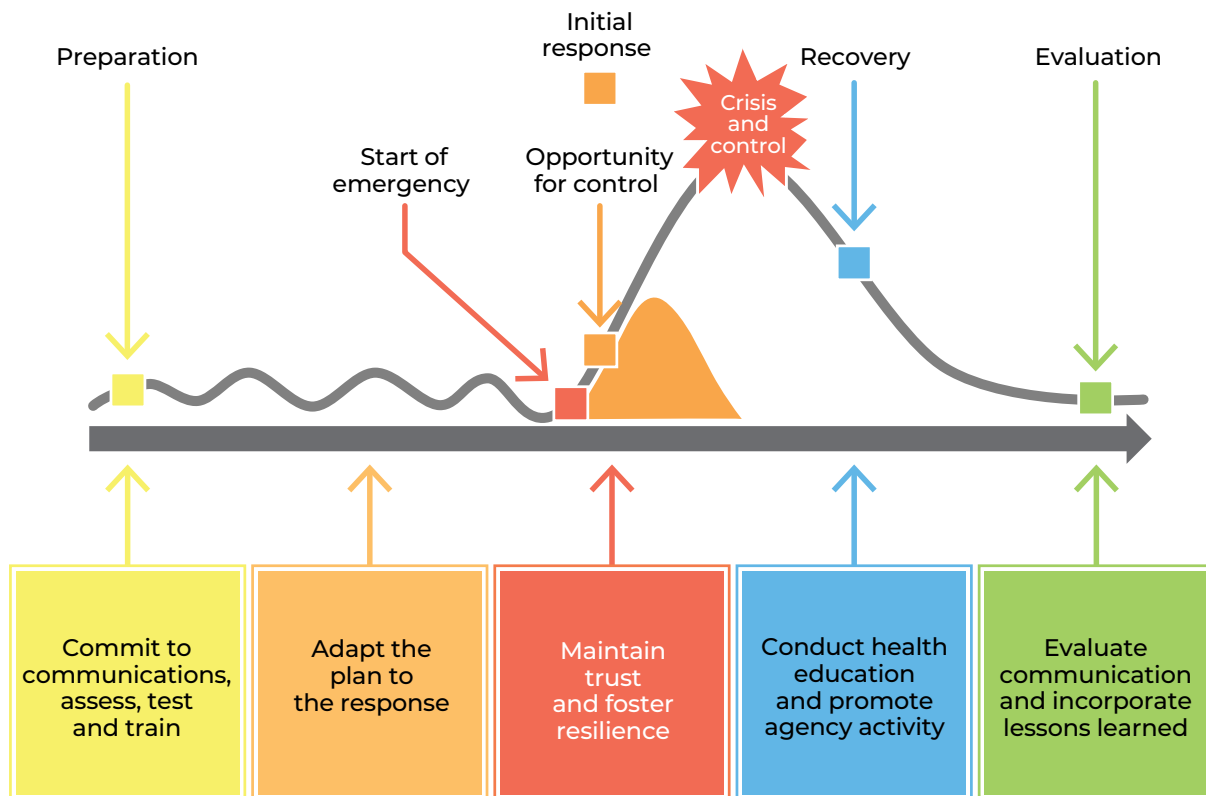 Preparation
Initial
response
Recovery
Evaluation
Crisis
and
control
Start of
emergency
Opportunity
for control
Commit to
communications,
assess, test
and train
Adapt the
plan to
the response
Maintain
trust
and foster
resilience
Conduct health
education
and promote
agency activity
Evaluate
communication
and incorporate
lessons learned